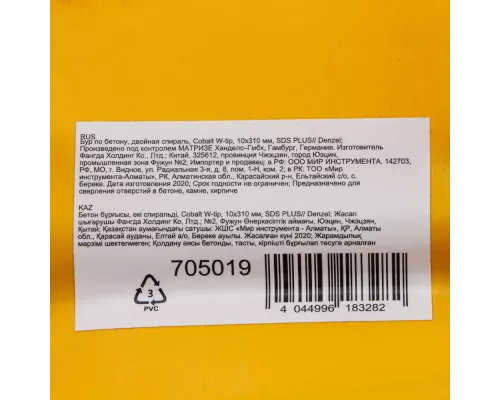 RUS
Бур по бетону, двойная спираль, Cobalt W-tip, 10х310 мм, SDS PLUS// Denzel;
Произведено под контролем МАТРИЗЕ Ханделс-Гмбх, Гамбург, Германия. Изготовитель
Фангда Холдинг Ко., Лтд.; Китай, 325612, провинция Чжэцзян, город Юэцин,
промышленная зона Фужун №2; Импортер и продавец: в РФ: ООО МИР ИНСТРУМЕНТА. 142703,
РФ, МО, г. Видное, ул. Радиальная 3-я, д. 8, пом. 1-Н, ком. 2; в РК: ТОО «Мир
инструмента-Алматы», РК, Алматинская обл., Карасайский р-н, Ельтайский с/о, с.
Береке. Дата изготовления 2020; Срок годности не ограничен; Предназначено для
сверления отверстий в бетоне, камне, кирпиче
KAZ
Бетон бұрғысы, екі спиральді, Cobalt W-tip, 10х310 мм, SDS PLUS// Denzel; Жасап
шығарушы Фангда Холдинг Ко., Лтд.; №2, Фужун Өнеркәсіптік аймағы, Юэцин, Чжэцзян,
Қытай; Қазақстан аумағындағы сатушы: ЖШС «Мир инструмента - Алматы», ҚР, Алматы
обл., Қарасай ауданы, Елтай а/о, Береке ауылы. Жасалған күні 2020; Жарамдылық
мерзімі шектелмеген; Қолдану аясы бетонды, тасты, кірпішті бұрғылап тесуге арналған
705019
3
PVC
4 044996 183282